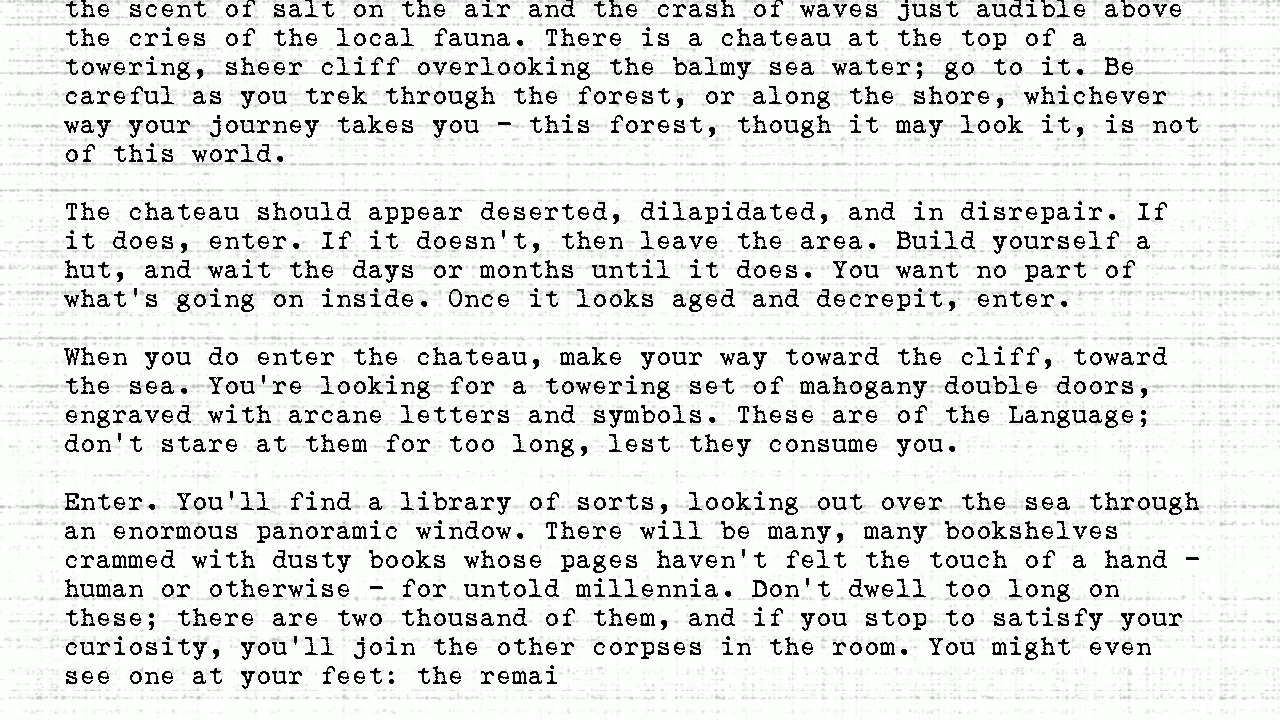 the scent of salt on the air and the crash of waves just audible above
the cries of the local fauna. There is a chateau at the top of a
towering, sheer cliff overlooking the balmy sea water; go to it. Be
careful as you trek through the forest, or along the shore, whichever
way your journey takes you - this forest, though it may look it, is not
of this world.

The chateau should appear deserted, dilapidated, and in disrepair. If
it does, enter. If it doesn't, then leave the area. Build yourself a
hut, and wait the days or months until it does. You want no part of
what's going on inside. Once it looks aged and decrepit, enter.

When you do enter the chateau, make your way toward the cliff, toward
the sea. You're looking for a towering set of mahogany double doors,
engraved with arcane letters and symbols. These are of the Language;
don't stare at them for too long, lest they consume you.

Enter. You'll find a library of sorts, looking out over the sea through
an enormous panoramic window. There will be many, many bookshelves
crammed with dusty books whose pages haven't felt the touch of a hand -
human or otherwise - for untold millennia. Don't dwell too long on
these; there are two thousand of them, and if you stop to satisfy your
curiosity, you'll join the other corpses in the room. You might even
see one at your feet: the remai